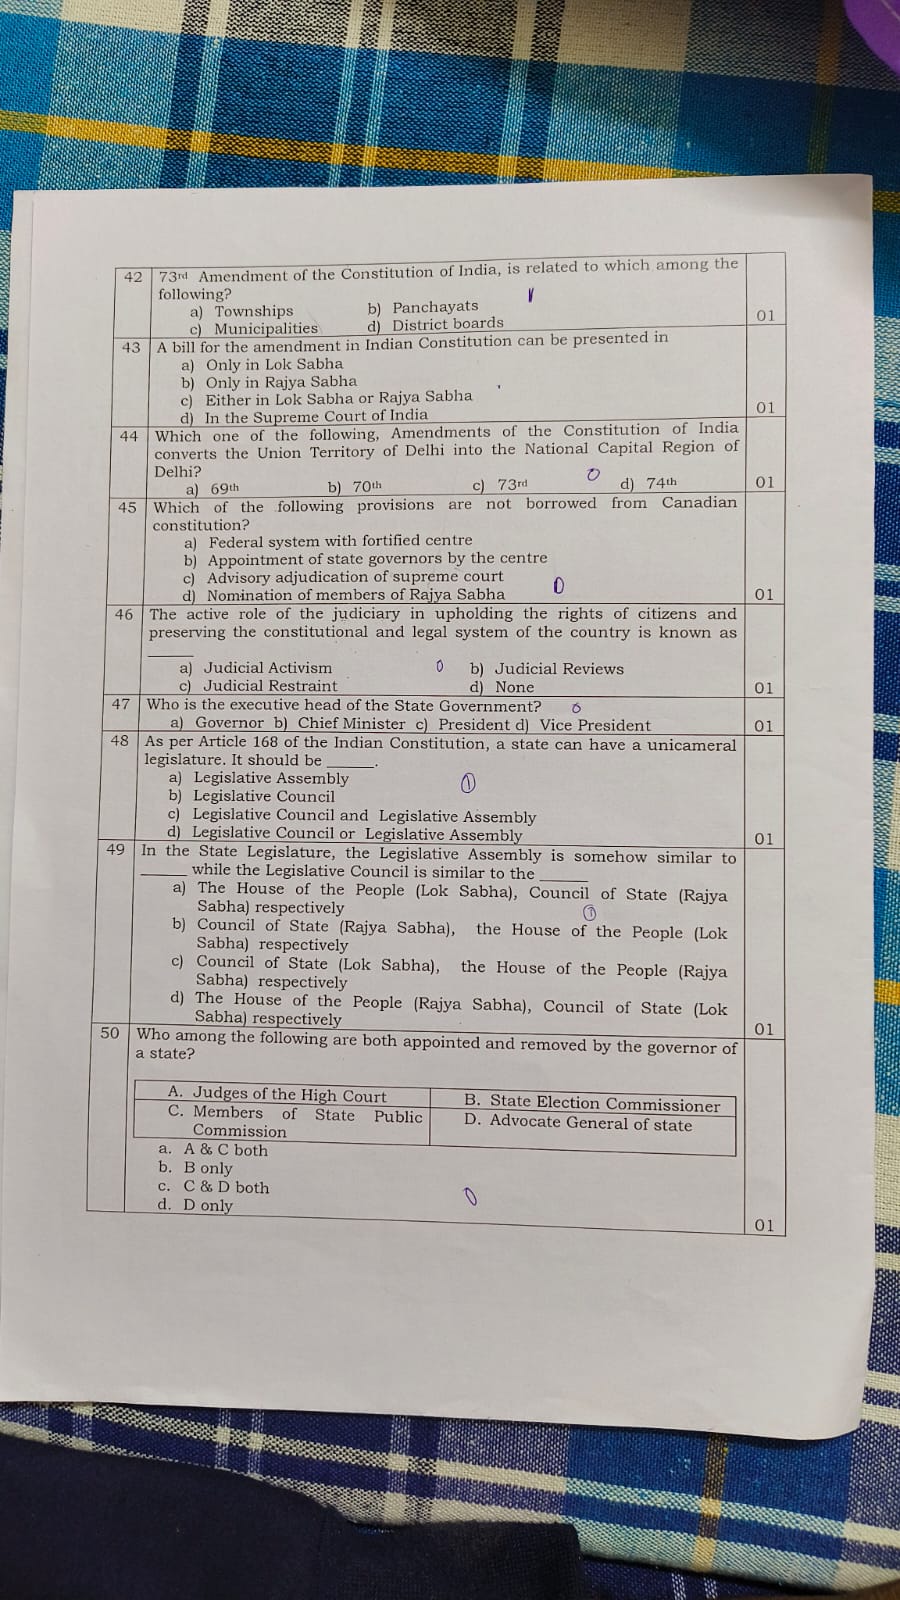 42 73rd Amendment of the Constitution of India, is related to which among the
following?
a) Townships b) Panchayats
c) Municipalities d) District boards 01
43 A bill for the amendment in Indian Constitution can be presented in
a) Only in Lok Sabha
b) Only in Rajya Sabha
c) Either in Lok Sabha or Rajya Sabha
d) In the Supreme Court of India 01
44 Which one of the following, Amendments of the Constitution of India
converts the Union Territory of Delhi into the National Capital Region of
Delhi?
a) 69th b) 70th c) 73rd d) 74th 01
45 Which of the following provisions are not borrowed from Canadian
constitution?
a) Federal system with fortified centre
b) Appointment of state governors by the centre
c) Advisory adjudication of supreme court
d) Nomination of members of Rajya Sabha 01
46 The active role of the judiciary in upholding the rights of citizens and
preserving the constitutional and legal system of the country is known as
______
a) Judicial Activism b) Judicial Reviews
c) Judicial Restraint d) None 01
47 Who is the executive head of the State Government?
a) Governor b) Chief Minister c) President d) Vice President 01
48 As per Article 168 of the Indian Constitution, a state can have a unicameral
legislature. It should be ______.
a) Legislative Assembly
b) Legislative Council
c) Legislative Council and Legislative Assembly
d) Legislative Council or Legislative Assembly 01
49 In the State Legislature, the Legislative Assembly is somehow similar to
______ while the Legislative Council is similar to the ______
a) The House of the People (Lok Sabha), Council of State (Rajya
Sabha) respectively
b) Council of State (Rajya Sabha), the House of the People (Lok
Sabha) respectively
c) Council of State (Lok Sabha), the House of the People (Rajya
Sabha) respectively
d) The House of the People (Rajya Sabha), Council of State (Lok
Sabha) respectively 01
50 Who among the following are both appointed and removed by the governor of
a state?
A. Judges of the High Court B. State Election Commissioner
C. Members of State Public D. Advocate General of state
Commission
a. A & C both
b. B only
c. C & D both
d. D only 01